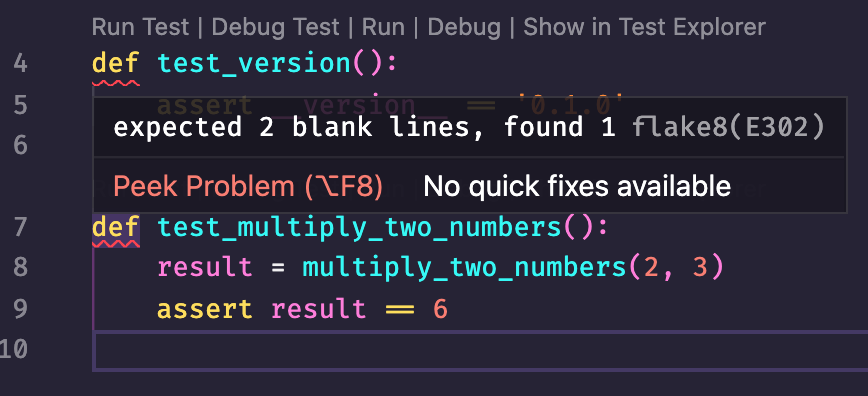 Run Test | Debug Test | Run | Debug | Show in Test Explorer
4 def test_version():
5 assert __version__ == '0.1.0'
expected 2 blank lines, found 1 flake8(E302)
6
Peek Problem (⌥F8) No quick fixes available
7 def test_multiply_two_numbers():
8 result = multiply_two_numbers(2, 3)
9 assert result == 6
10